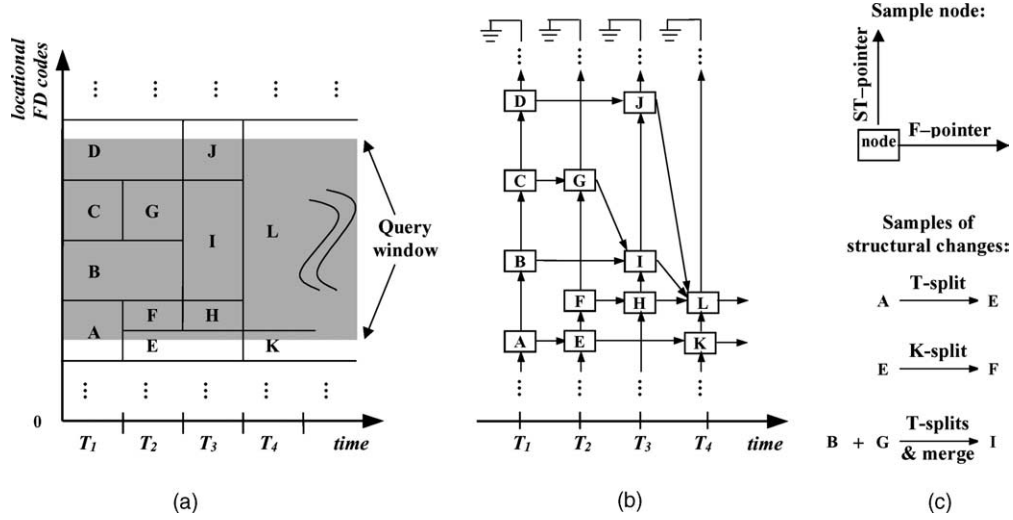 locational
FD codes
D
J
C
G
I
L
B
A
F
H
E
K
Query
window
0
T1
T2
T3
T4
time
(a)
D
J
C
G
B
I
F
H
L
A
E
K
T1
T2
T3
T4
time
(b)
Sample node:
ST-pointer
node
F-pointer
Samples of
structural changes:
T-split
A
E
K-split
E
F
T-splits
B + G
I
& merge
(c)